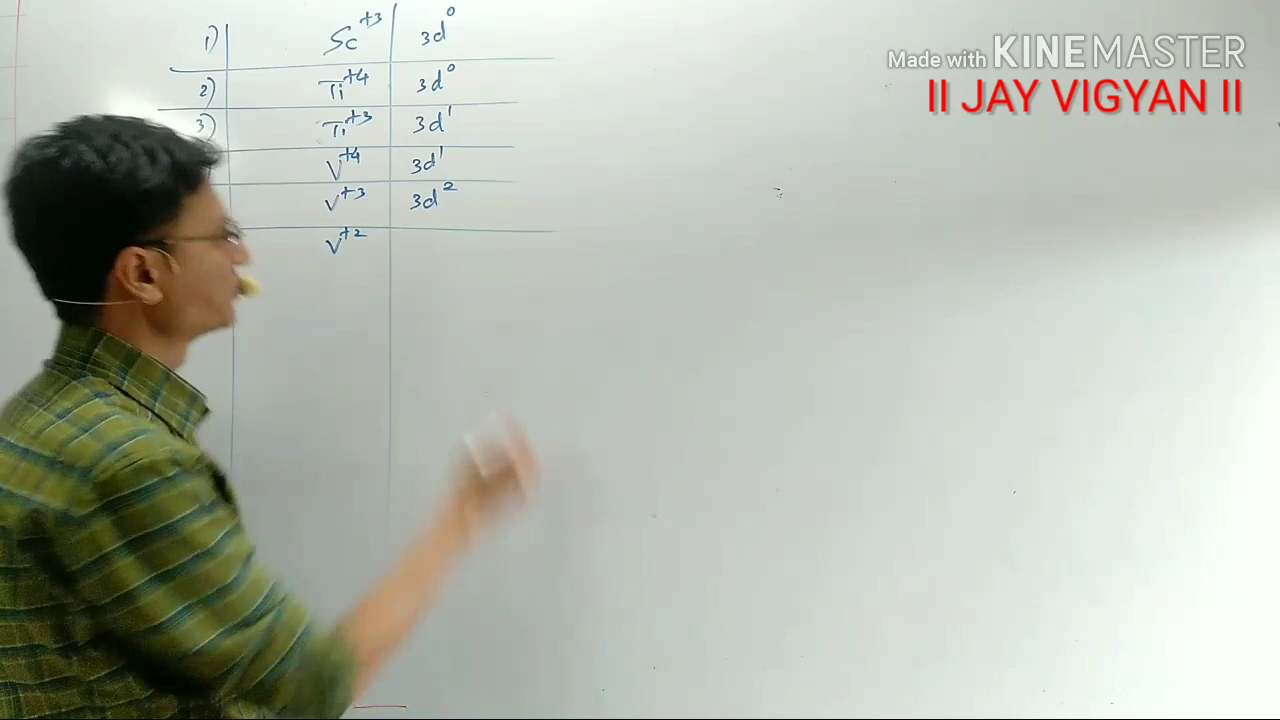 1) Sc⁺³ 3d⁰
2) Ti⁺⁴ 3d⁰
3) Ti⁺³ 3d¹
V⁺⁴ 3d¹
V⁺³ 3d²
V⁺²
Made with KINEMASTER
II JAY VIGYAN II